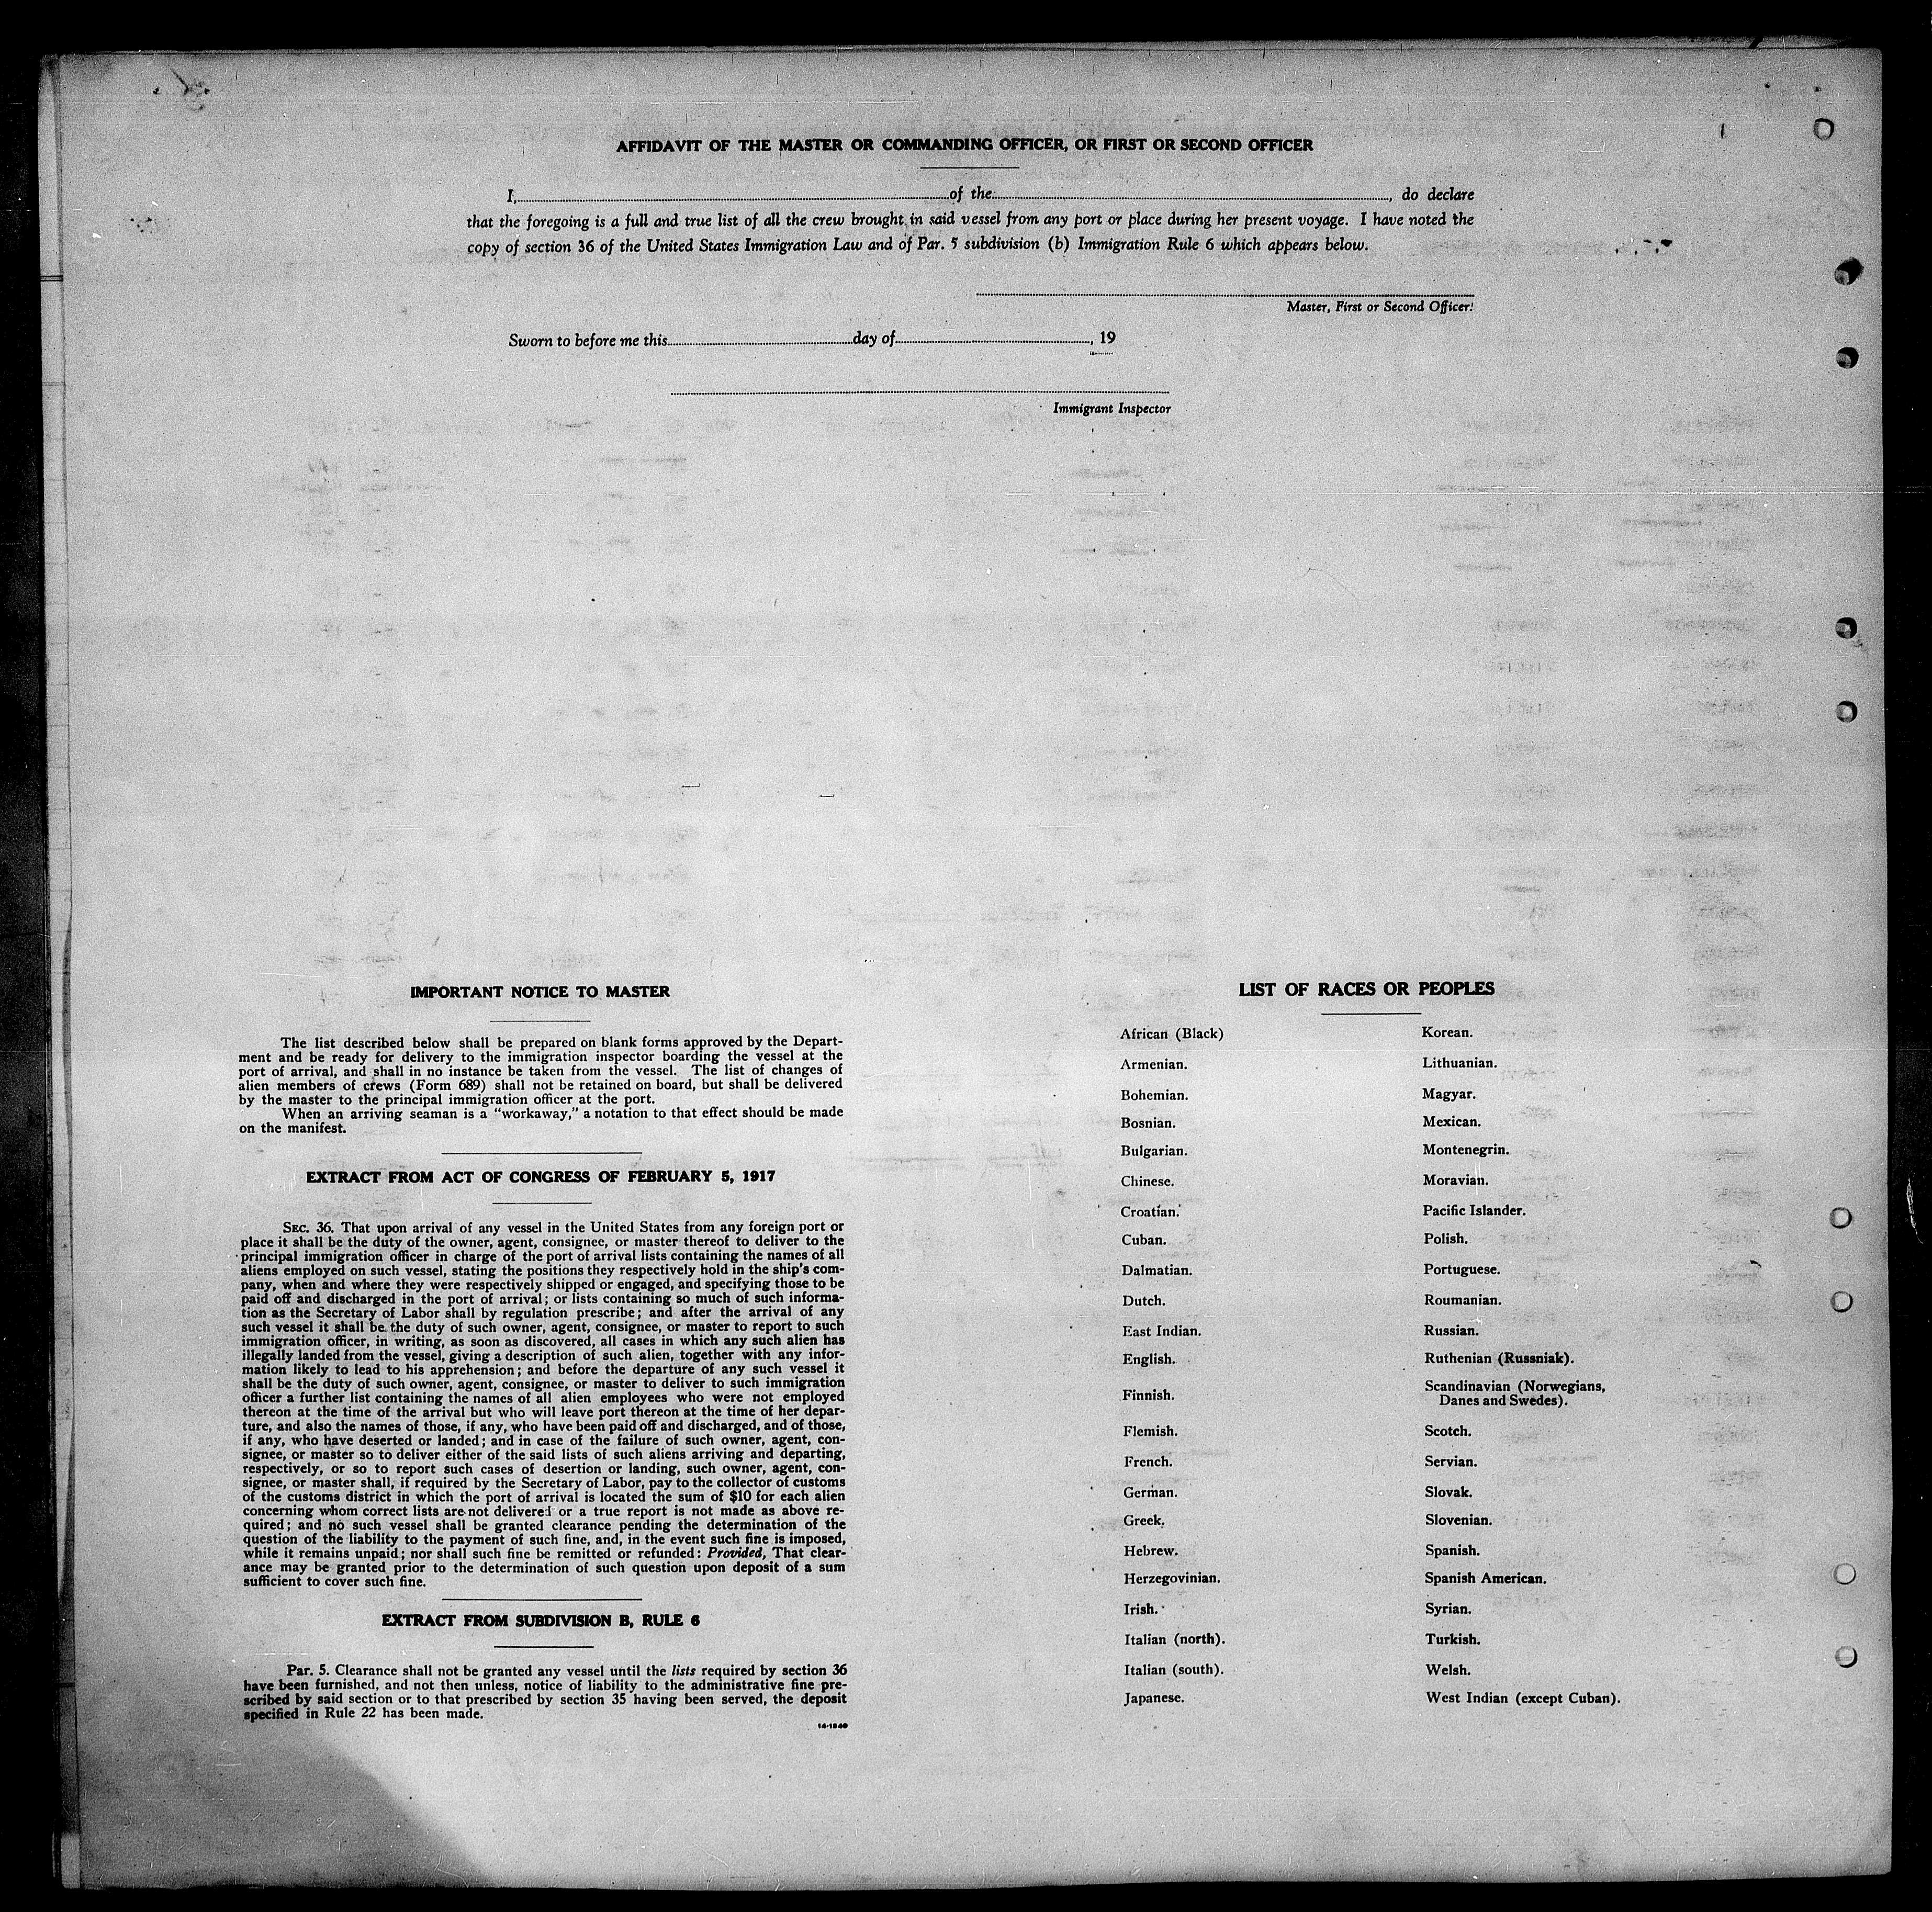 AFFIDAVIT OF THE MASTER OR COMMANDING OFFICER, OR FIRST OR SECOND OFFICER
I, of the , do declare
that the foregoing is a full and true list of all the crew brought in said vessel from any port or place during her present voyage. I have noted the
copy of section 36 of the United States Immigration Law and of Par. 5 subdivision (b) Immigration Rule 6 which appears below.
Master, First or Second Officer.
Sworn to before me this day of , 19
Immigrant Inspector
IMPORTANT NOTICE TO MASTER
The list described below shall be prepared on blank forms approved by the Depart-
ment and be ready for delivery to the immigration inspector boarding the vessel at the
port of arrival, and shall in no instance be taken from the vessel. The list of changes of
alien members of crews (Form 689) shall not be retained on board, but shall be delivered
by the master to the principal immigration officer at the port.
When an arriving seaman is a "workaway," a notation to that effect should be made
on the manifest.
EXTRACT FROM ACT OF CONGRESS OF FEBRUARY 5, 1917
SEC. 36. That upon arrival of any vessel in the United States from any foreign port or
place it shall be the duty of the owner, agent, consignee, or master thereof to deliver to the
principal immigration officer in charge of the port of arrival lists containing the names of all
aliens employed on such vessel, stating the positions they respectively hold in the ship's com-
pany, when and where they were respectively shipped or engaged, and specifying those to be
paid off and discharged in the port of arrival; or lists containing so much of such informa-
tion as the Secretary of Labor shall by regulation prescribe; and after the arrival of any
such vessel it shall be the duty of such owner, agent, consignee, or master to report to such
immigration officer, in writing, as soon as discovered, all cases in which any such alien has
illegally landed from the vessel, giving a description of such alien, together with any infor-
mation likely to lead to his apprehension; and before the departure of any such vessel it
shall be the duty of such owner, agent, consignee, or master to deliver to such immigration
officer a further list containing the names of all alien employees who were not employed
thereon at the time of the arrival but who will leave port thereon at the time of her depar-
ture, and also the names of those, if any, who have been paid off and discharged, and of those,
if any, who have deserted or landed; and in case of the failure of such owner, agent, con-
signee, or master so to deliver either of the said lists of such aliens arriving and departing,
respectively, or so to report such cases of desertion or landing, such owner, agent, con-
signee, or master shall, if required by the Secretary of Labor, pay to the collector of customs
of the customs district in which the port of arrival is located the sum of $10 for each alien
concerning whom correct lists are not delivered or a true report is not made as above re-
quired; and no such vessel shall be granted clearance pending the determination of the
question of the liability to the payment of such fine, and, in the event such fine is imposed,
while it remains unpaid; nor shall such fine be remitted or refunded: Provided, That clear-
ance may be granted prior to the determination of such question upon deposit of a sum
sufficient to cover such fine.
EXTRACT FROM SUBDIVISION B, RULE 6
Par. 5. Clearance shall not be granted any vessel until the lists required by section 36
have been furnished, and not then unless, notice of liability to the administrative fine pre-
scribed by said section or to that prescribed by section 35 having been served, the deposit
specified in Rule 22 has been made.
14-1240
LIST OF RACES OR PEOPLES
African (Black)
Armenian.
Bohemian.
Bosnian.
Bulgarian.
Chinese.
Croatian.
Cuban.
Dalmatian.
Dutch.
East Indian.
English.
Finnish.
Flemish.
French.
German.
Greek.
Hebrew.
Herzegovinian.
Irish.
Italian (north).
Italian (south).
Japanese.
Korean.
Lithuanian.
Magyar.
Mexican.
Montenegrin.
Moravian.
Pacific Islander.
Polish.
Portuguese.
Roumanian.
Russian.
Ruthenian (Russniak).
Scandinavian (Norwegians,
Danes and Swedes).
Scotch.
Servian.
Slovak.
Slovenian.
Spanish.
Spanish American.
Syrian.
Turkish.
Welsh.
West Indian (except Cuban).